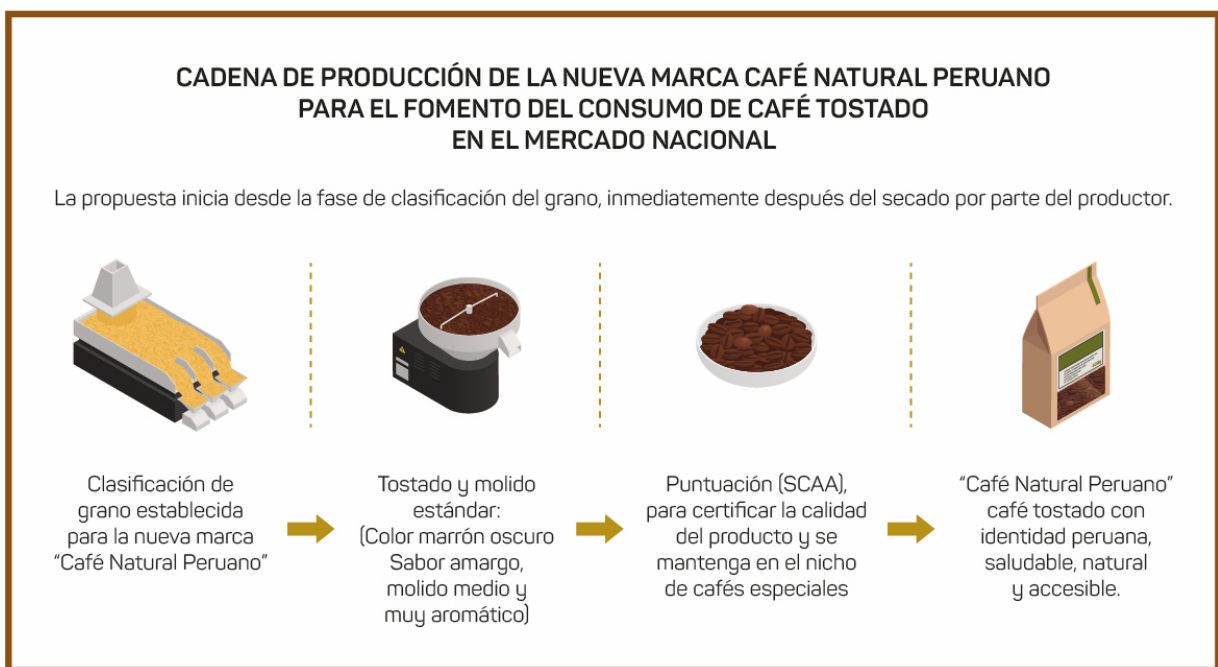 CADENA DE PRODUCCIÓN DE LA NUEVA MARCA CAFÉ NATURAL PERUANO
PARA EL FOMENTO DEL CONSUMO DE CAFÉ TOSTADO
EN EL MERCADO NACIONAL
La propuesta inicia desde la fase de clasificación del grano, inmediatemente después del secado por parte del productor.
Clasificación de
grano establecida
para la nueva marca
“Café Natural Peruano”
Tostado y molido
estándar:
(Color marrón oscuro
Sabor amargo,
molido medio y
muy aromático)
Puntuación (SCAA),
para certificar la calidad
del producto y se
mantenga en el nicho
de cafés especiales
“Café Natural Peruano”
café tostado con
identidad peruana,
saludable, natural
y accesible.